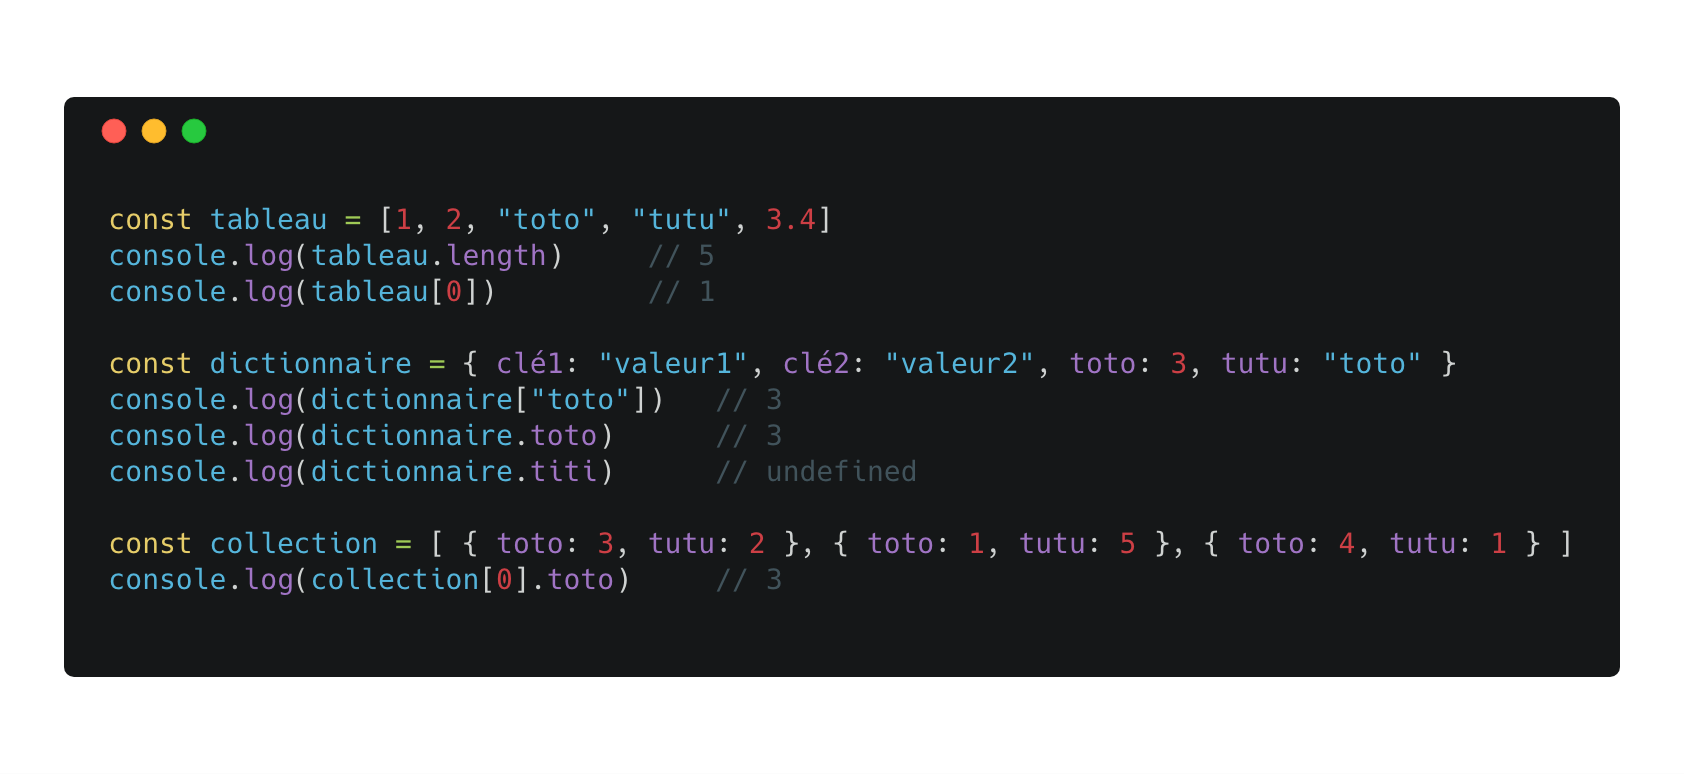 const tableau = [1, 2, "toto", "tutu", 3.4]
console.log(tableau.length)     // 5
console.log(tableau[0])         // 1
const dictionnaire = { clé1: "valeur1", clé2: "valeur2", toto: 3, tutu: "toto" }
console.log(dictionnaire["toto"])   // 3
console.log(dictionnaire.toto)      // 3
console.log(dictionnaire.titi)      // undefined
const collection = [ { toto: 3, tutu: 2 }, { toto: 1, tutu: 5 }, { toto: 4, tutu: 1 } ]
console.log(collection[0].toto)     // 3